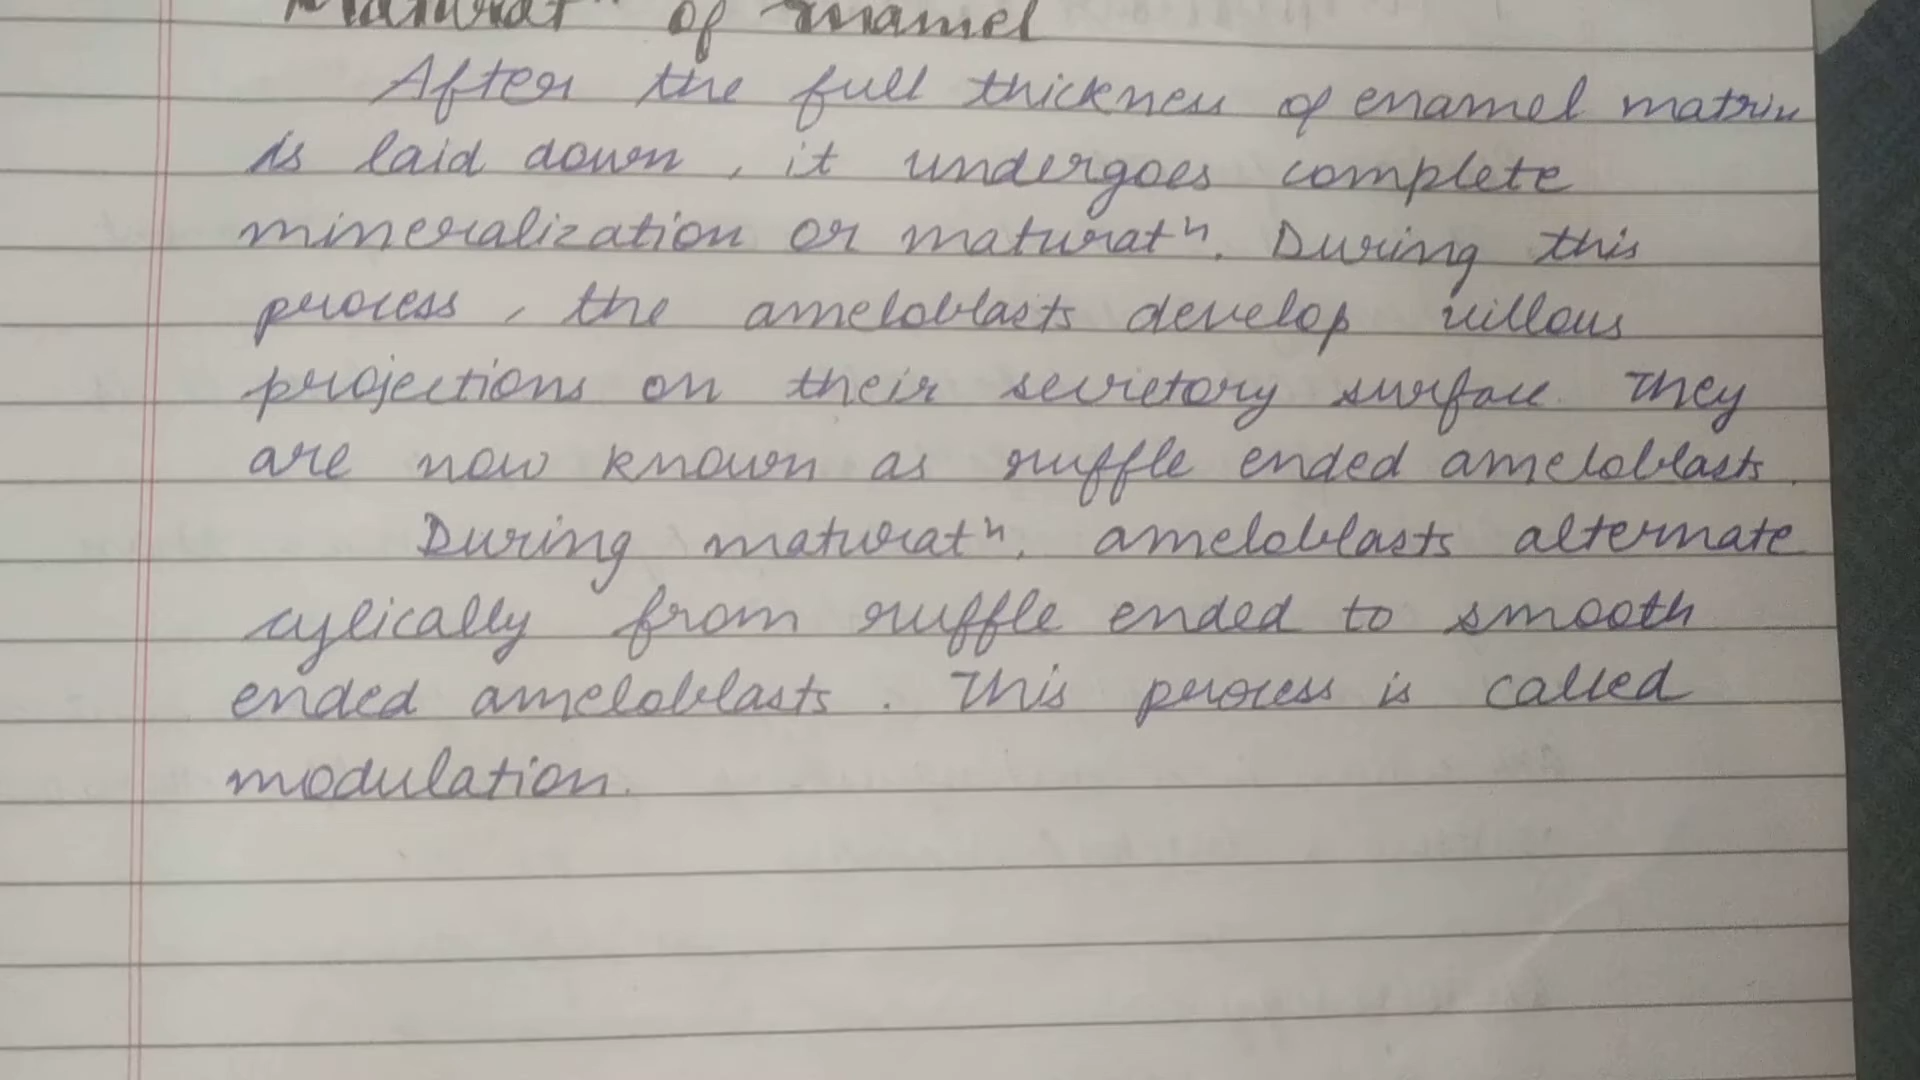 Maturatⁿ of enamel
After the full thickness of enamel matrix
is laid down, it undergoes complete
mineralization or maturatⁿ. During this
process, the ameloblasts develop villous
projections on their secretory surface. They
are now known as ruffle ended ameloblasts.
During maturatⁿ, ameloblasts alternate
cylically from ruffle ended to smooth
ended ameloblasts. This process is called
modulation.